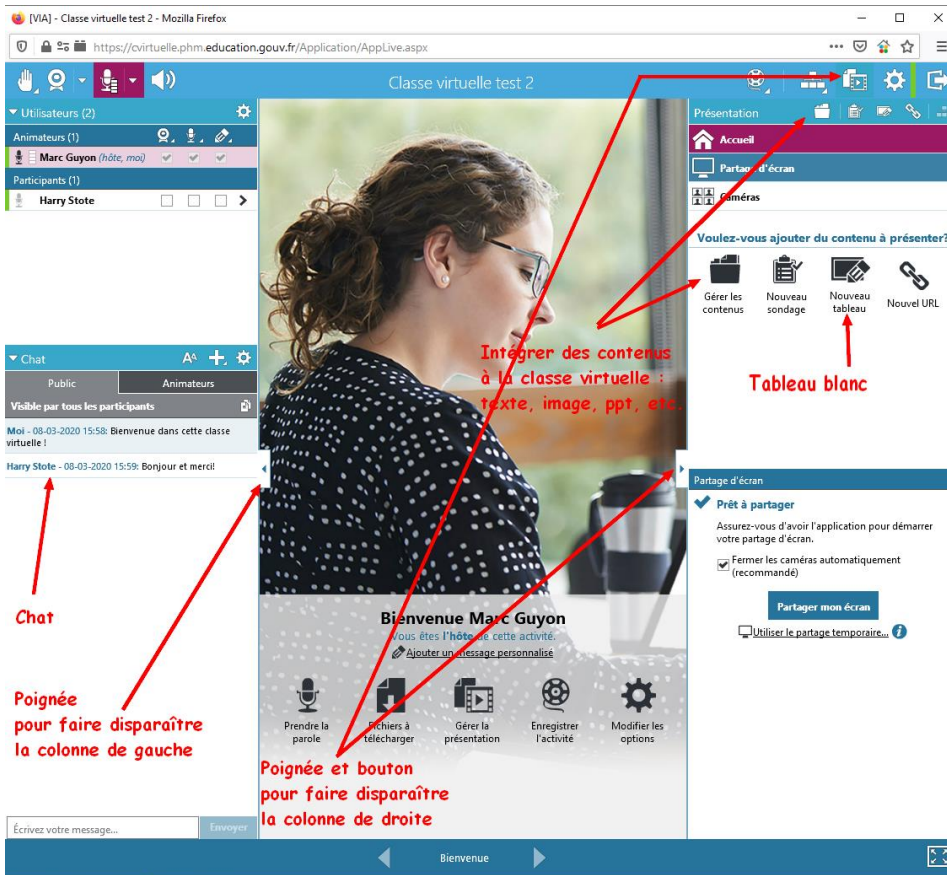 [VIA] - Classe virtuelle test 2 - Mozilla Firefox
https://cvirtuelle.phm.education.gouv.fr/Application/AppLive.aspx
Classe virtuelle test 2
Utilisateurs (2)
Animateurs (1)
Marc Guyon (hôte, moi)
Participants (1)
Harry Stote
Chat
AA
Public
Animateurs
Visible par tous les participants
Moi - 08-03-2020 15:58: Bienvenue dans cette classe
virtuelle !
Harry Stote - 08-03-2020 15:59: Bonjour et merci!
Chat
Poignée
pour faire disparaître
la colonne de gauche
Écrivez votre message...
Envoyer
Intégrer des contenus
à la classe virtuelle :
texte, image, ppt, etc.
Bienvenue Marc Guyon
Vous êtes l'hôte de cette activité.
Ajouter un message personnalisé
Prendre la
parole
Fichiers à
télécharger
Gérer la
présentation
Enregistrer
l'activité
Modifier les
options
Poignée et bouton
pour faire disparaître
la colonne de droite
Présentation
Accueil
Partage d'écran
Caméras
Voulez-vous ajouter du contenu à présenter?
Gérer les
contenus
Nouveau
sondage
Nouveau
tableau
Nouvel URL
Tableau blanc
Partage d'écran
Prêt à partager
Assurez-vous d'avoir l'application pour démarrer
votre partage d'écran.
Fermer les caméras automatiquement
(recommandé)
Partager mon écran
Utiliser le partage temporaire...
Bienvenue